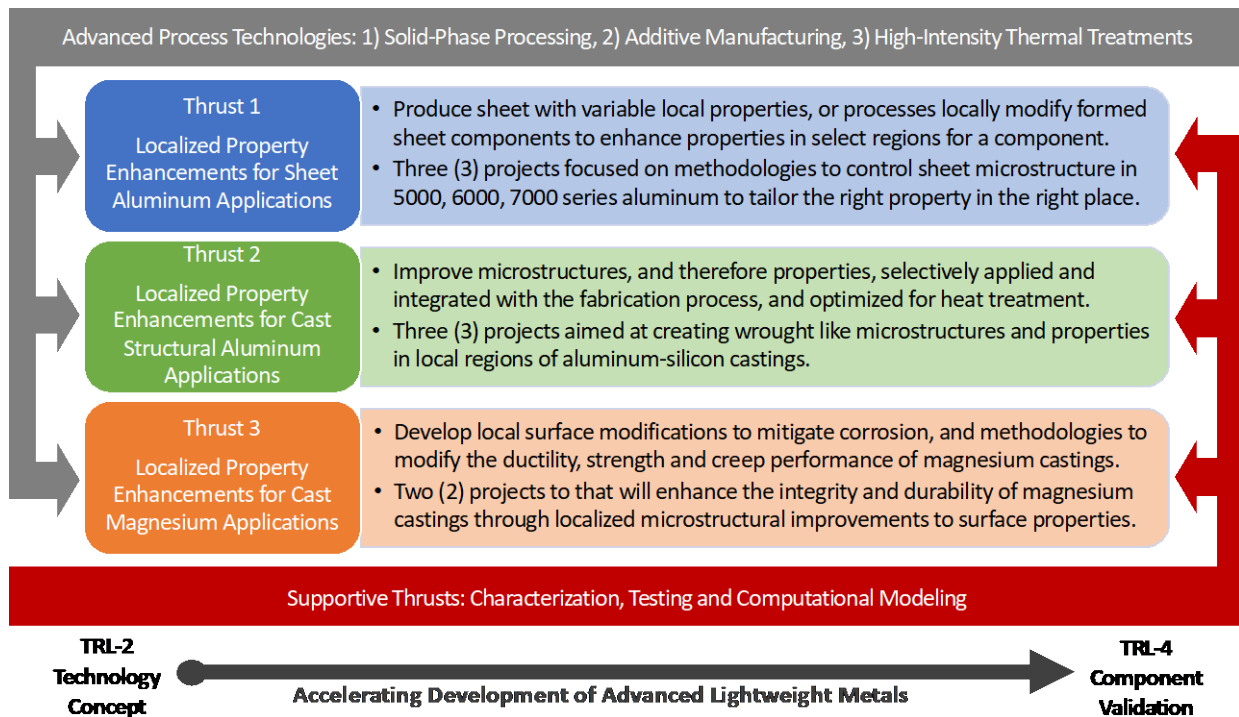 Advanced Process Technologies: 1) Solid-Phase Processing, 2) Additive Manufacturing, 3) High-Intensity Thermal Treatments
Thrust 1
Localized Property
Enhancements for Sheet
Aluminum Applications
• Produce sheet with variable local properties, or processes locally modify formed
sheet components to enhance properties in select regions for a component.
• Three (3) projects focused on methodologies to control sheet microstructure in
5000, 6000, 7000 series aluminum to tailor the right property in the right place.
Thrust 2
Localized Property
Enhancements for Cast
Structural Aluminum
Applications
• Improve microstructures, and therefore properties, selectively applied and
integrated with the fabrication process, and optimized for heat treatment.
• Three (3) projects aimed at creating wrought like microstructures and properties
in local regions of aluminum-silicon castings.
Thrust 3
Localized Property
Enhancements for Cast
Magnesium Applications
• Develop local surface modifications to mitigate corrosion, and methodologies to
modify the ductility, strength and creep performance of magnesium castings.
• Two (2) projects to that will enhance the integrity and durability of magnesium
castings through localized microstructural improvements to surface properties.
Supportive Thrusts: Characterization, Testing and Computational Modeling
TRL-2
Technology
Concept
Accelerating Development of Advanced Lightweight Metals
TRL-4
Component
Validation